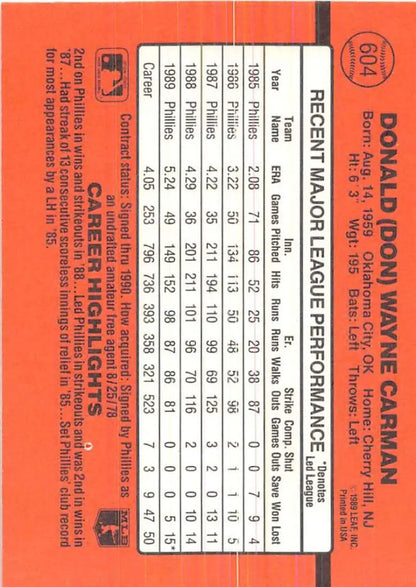 604
DONALD (DON) WAYNE CARMAN
Born: Aug. 14, 1959 Oklahoma City, OK Home: Cherry Hill, NJ
Ht: 6' 3" Wgt: 195 Bats: Left Throws: Left
© 1989 LEAF, INC.
Printed in USA
RECENT MAJOR LEAGUE PERFORMANCE
*Denotes
Led League
Team Inn. Er. Strike Comp. Shut
Year Name ERA Games Pitched Hits Runs Runs Walks Outs Games Outs Save Won Lost
1985 Phillies 2.08 71 86 52 25 20 38 87 0 0 7 9 4
1986 Phillies 3.22 50 134 113 50 48 52 98 2 1 1 10 5
1987 Phillies 4.22 35 211 194 110 99 69 125 3 2 0 13 11
1988 Phillies 4.29 36 201 211 101 96 70 116 2 0 0 10 14
1989 Phillies 5.24 49 149 152 98 87 86 81 0 0 0 5 15*
Career 4.05 253 796 736 393 358 321 523 7 3 9 47 50
Contract status: Signed thru 1990. How acquired: Signed by Phillies as
an undrafted amateur free agent 8/25/78
MLB
CAREER HIGHLIGHTS
2nd on Phillies in wins and strikeouts in '88...Led Phillies in strikeouts and was 2nd in wins in
'87...Had streak of 13 consecutive scoreless innings of relief in '85...Set Phillies' club record
for most appearances by a LH in '85.